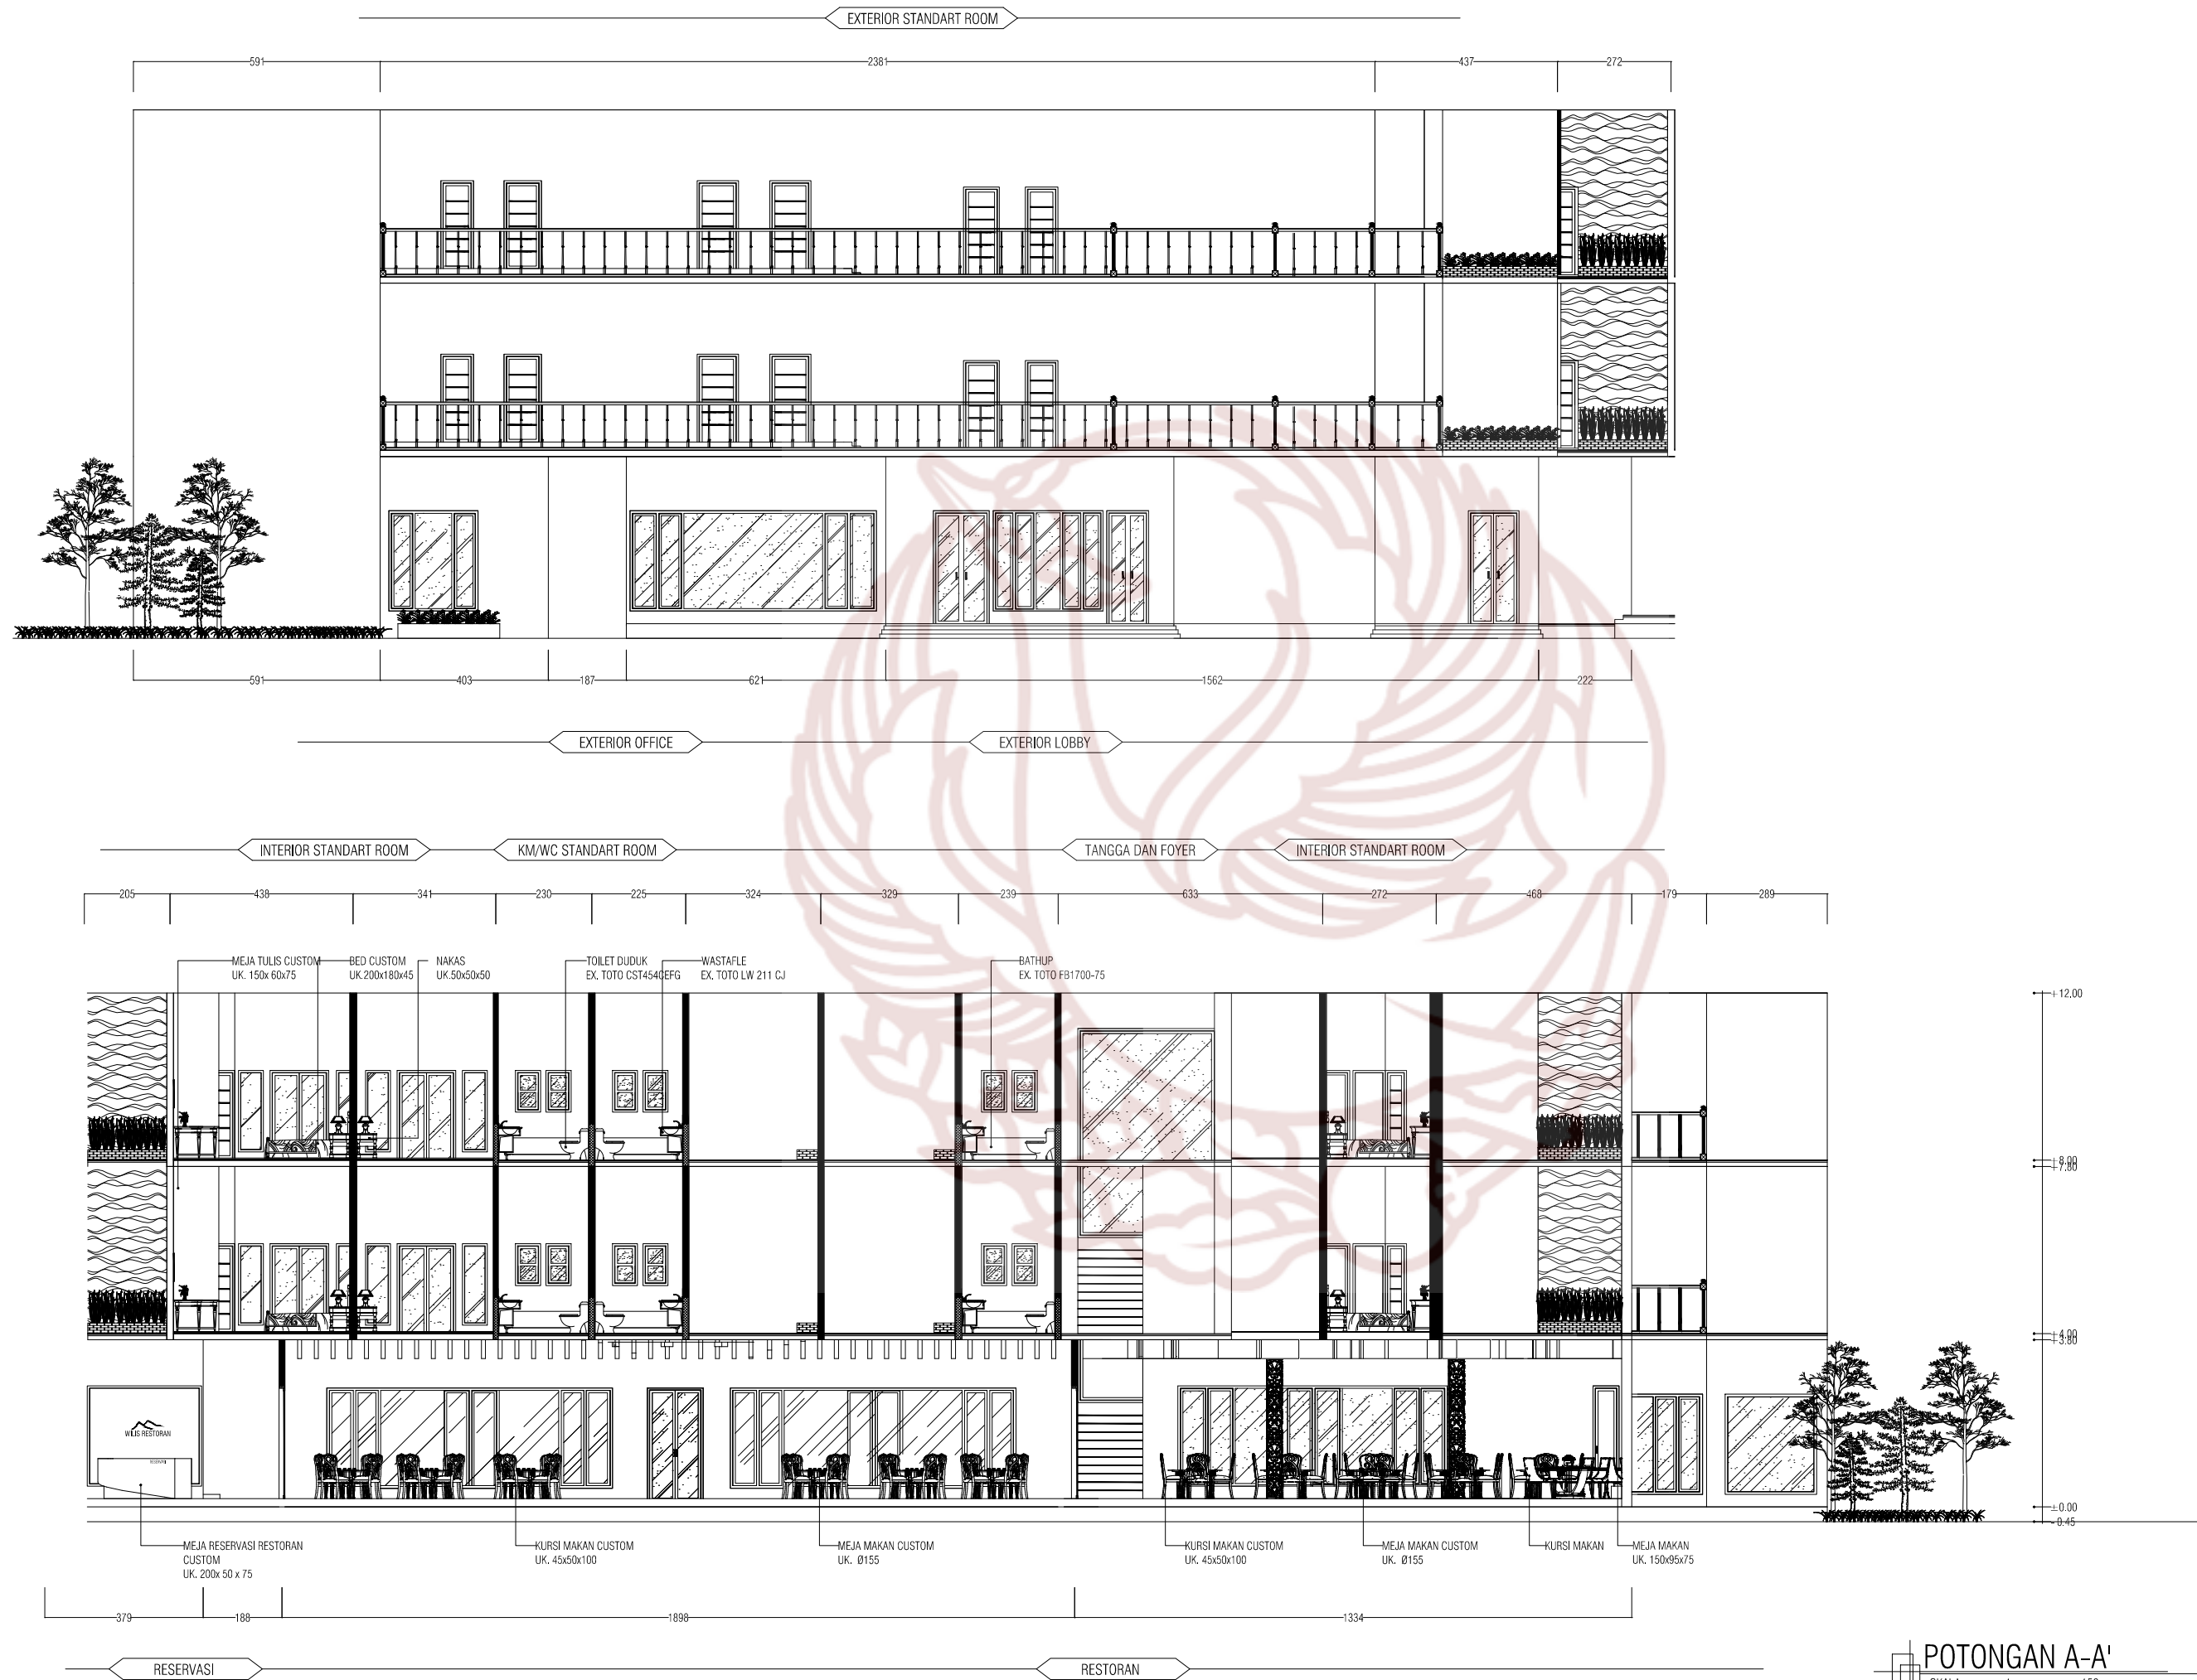 EXTERIOR STANDART ROOM
591 2381 437 272
591 403 187 621 1562 222
EXTERIOR OFFICE EXTERIOR LOBBY
INTERIOR STANDART ROOM KM/WC STANDART ROOM TANGGA DAN FOYER INTERIOR STANDART ROOM
205 438 341 230 225 324 329 239 633 272 468 179 289
MEJA TULIS CUSTOM
UK. 150x 60x75
BED CUSTOM
UK.200x180x45
NAKAS
UK.50x50x50
TOILET DUDUK
EX. TOTO CST454CEFG
WASTAFLE
EX. TOTO LW 211 CJ
BATHUP
EX. TOTO FB1700-75
+12.00
+8.00
+7.80
+4.00
+3.80
±0.00
- 0.45
WILIS RESTORAN
RESERVASI
MEJA RESERVASI RESTORAN
CUSTOM
UK. 200x 50 x 75
KURSI MAKAN CUSTOM
UK. 45x50x100
MEJA MAKAN CUSTOM
UK. Ø155
KURSI MAKAN CUSTOM
UK. 45x50x100
MEJA MAKAN CUSTOM
UK. Ø155
KURSI MAKAN
MEJA MAKAN
UK. 150x95x75
379 188 1898 1334
RESERVASI RESTORAN
POTONGAN A-A'